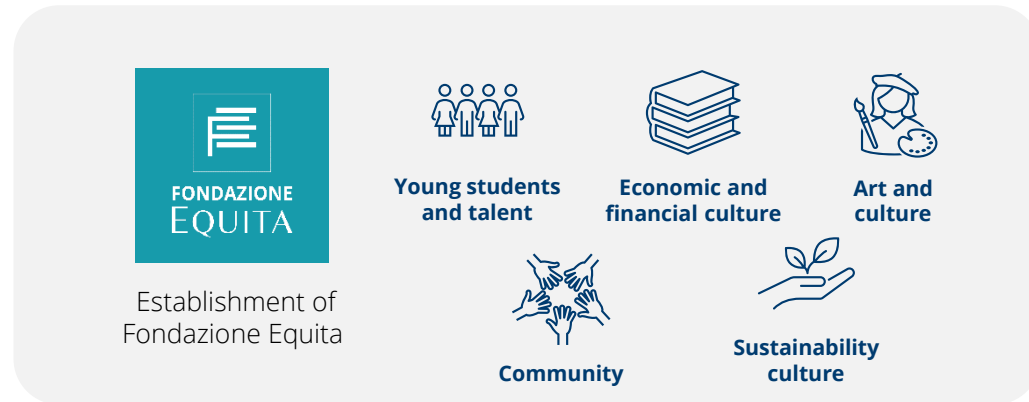 FONDAZIONE
EQUITA
Establishment of
Fondazione Equita
Young students
and talent
Economic and
financial culture
Art and
culture
Community
Sustainability
culture